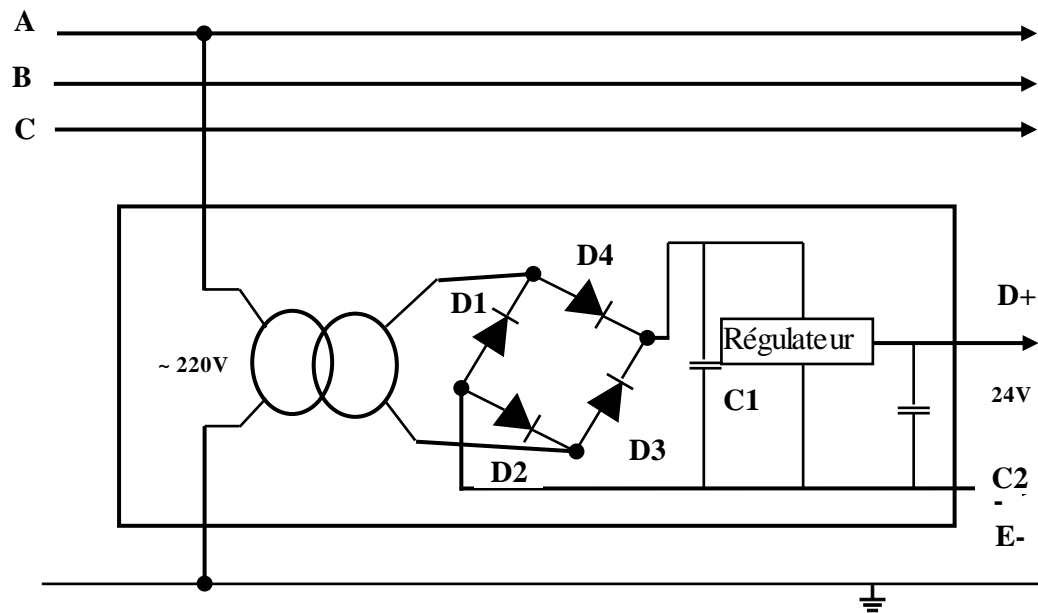 A
B
C
D4
D1
D+
~ 220V
Régulateur
24V
C1
D3
D2
C2
-
E-